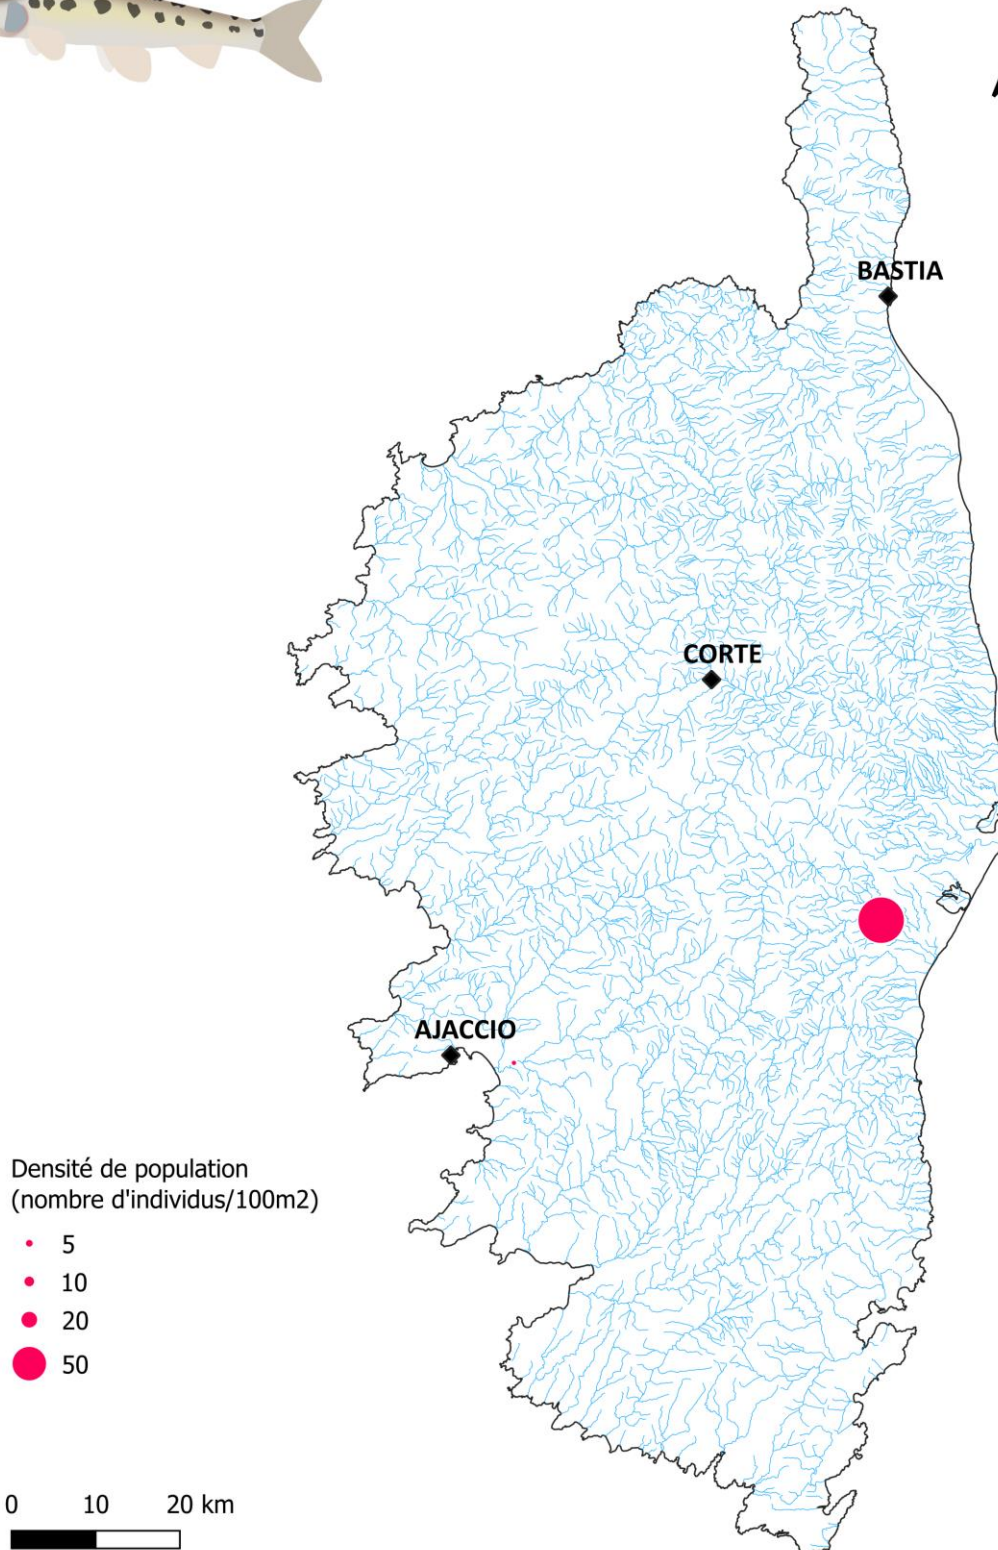 BASTIA
CORTE
AJACCIO
Densité de population
(nombre d'individus/100m2)
5
10
20
50
0 10 20 km